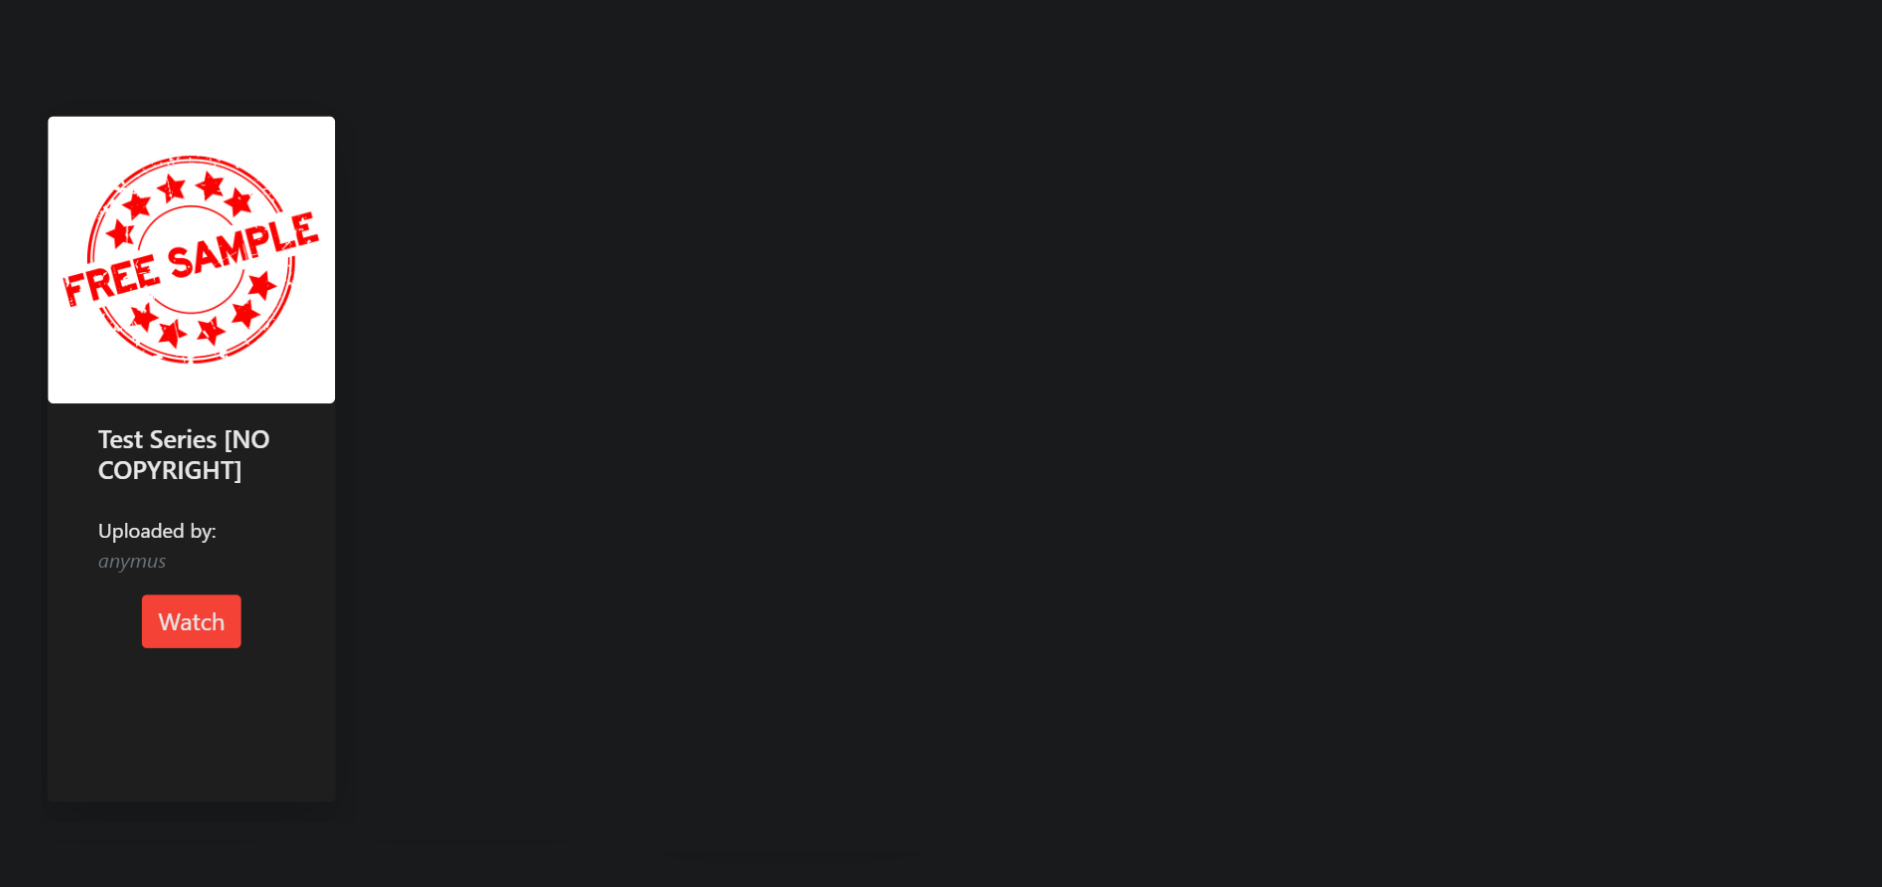 FREE SAMPLE
Test Series [NO
COPYRIGHT]
Uploaded by:
anymus
Watch